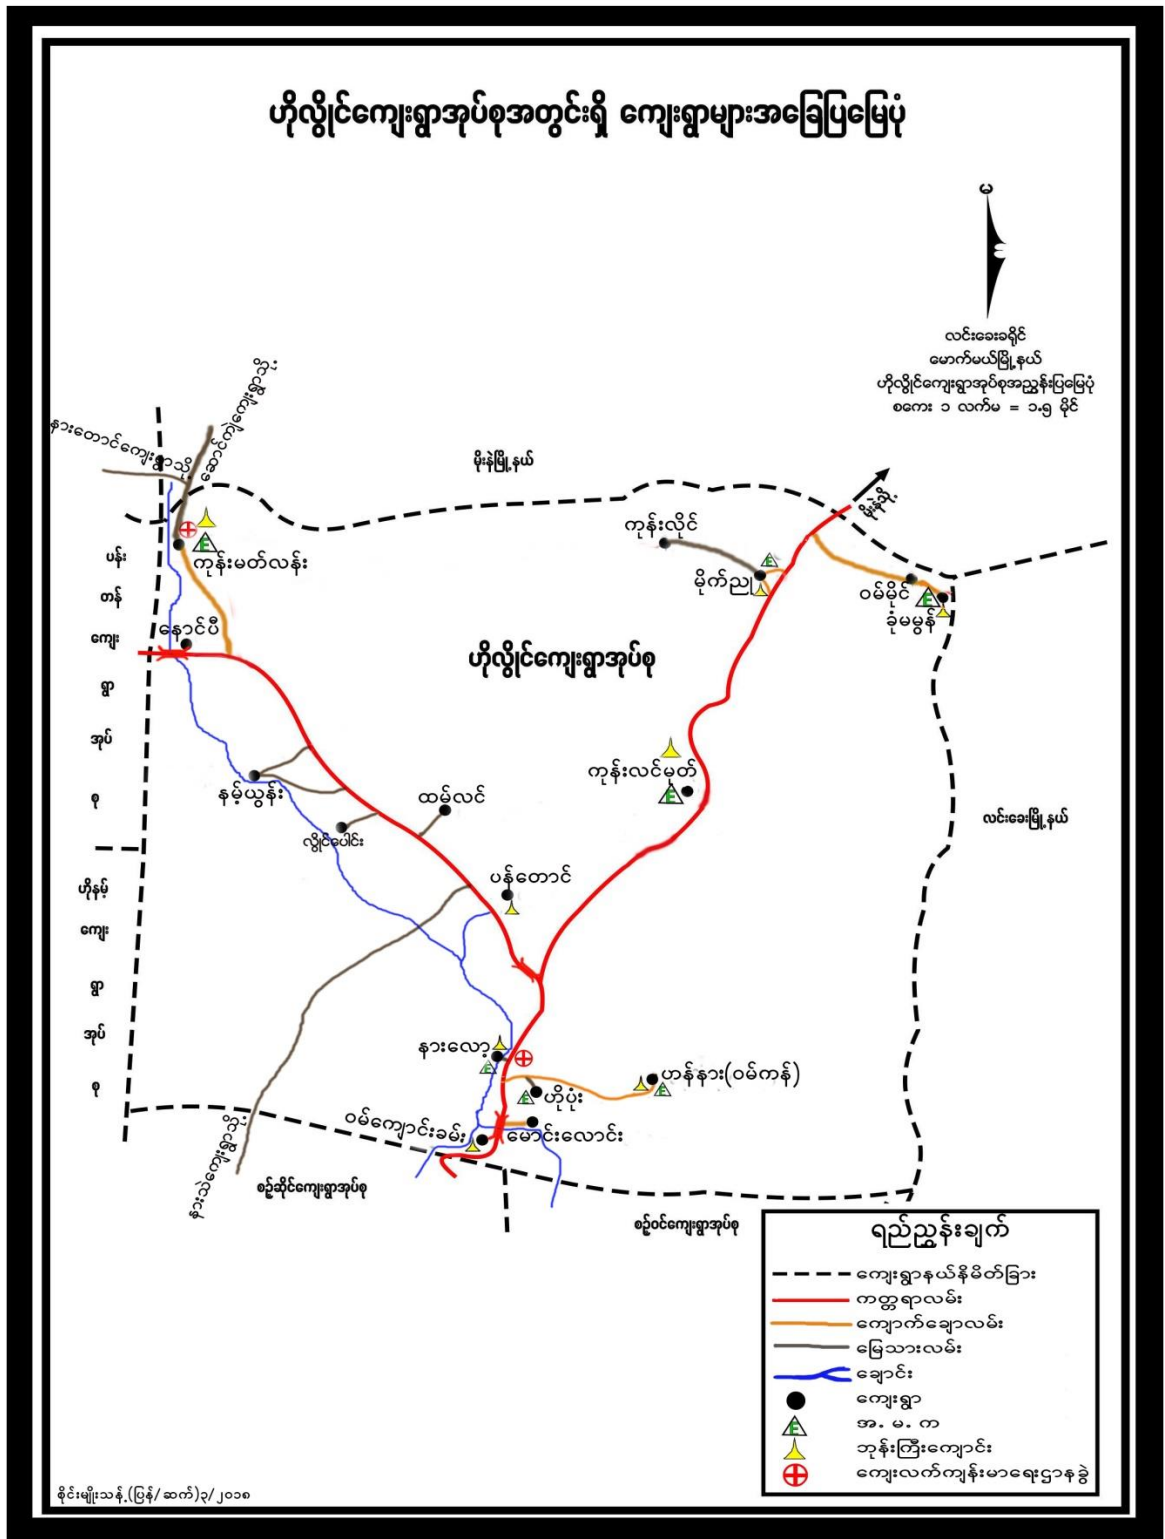 ဟိုလွိုင်ကျေးရွာအုပ်စုအတွင်းရှိ ကျေးရွာများအခြေပြမြေပုံ
မ
လင်းခေးခရိုင်
မောက်မယ်မြို့နယ်
ဟိုလွိုင်ကျေးရွာအုပ်စုအညွှန်းပြမြေပုံ
စကေး ၁ လက်မ = ၁.၅ မိုင်
နားတောင်ကျေးရွာသို့
ဆောင်ကျဲကျေးရွာသို့
မိုးနဲမြို့နယ်
မိုးနဲသို့
ကုန်းလိုင်
မိုက်ညု
ဝမ်မိုင်
ခုံမမွန်
ကုန်းမတ်လန်း
နောင်ပီ
ပန်း
တန်
ကျေး
ရွာ
အုပ်
စု
ဟိုလွိုင်ကျေးရွာအုပ်စု
ကုန်းလင်မုတ်
နမ့်ယွန်း
ထမ်လင်
လွိုင်ပေါင်း
လင်းခေးမြို့နယ်
ပန်တောင်
ဟိုနမ့်
ကျေး
ရွာ
အုပ်
စု
နားလော့
ဟန်နား(ဝမ်ကန်)
ဟိုပုံး
ဝမ်ကျောင်းခမ်း
မောင်းလောင်း
နားသဲကျေးရွာသို့
စဥ့်ဆိုင်ကျေးရွာအုပ်စု
စဥ့်ဝင်ကျေးရွာအုပ်စု
ရည်ညွှန်းချက်
ကျေးရွာနယ်နိမိတ်ခြား
ကတ္တရာလမ်း
ကျောက်ချောလမ်း
မြေသားလမ်း
ချောင်း
ကျေးရွာ
E အ. မ. က
ဘုန်းကြီးကျောင်း
ကျေးလက်ကျန်းမာရေးဌာနခွဲ
စိုင်းမျိုးသန့်(ပြန်/ဆက်)၃/၂၀၁၈